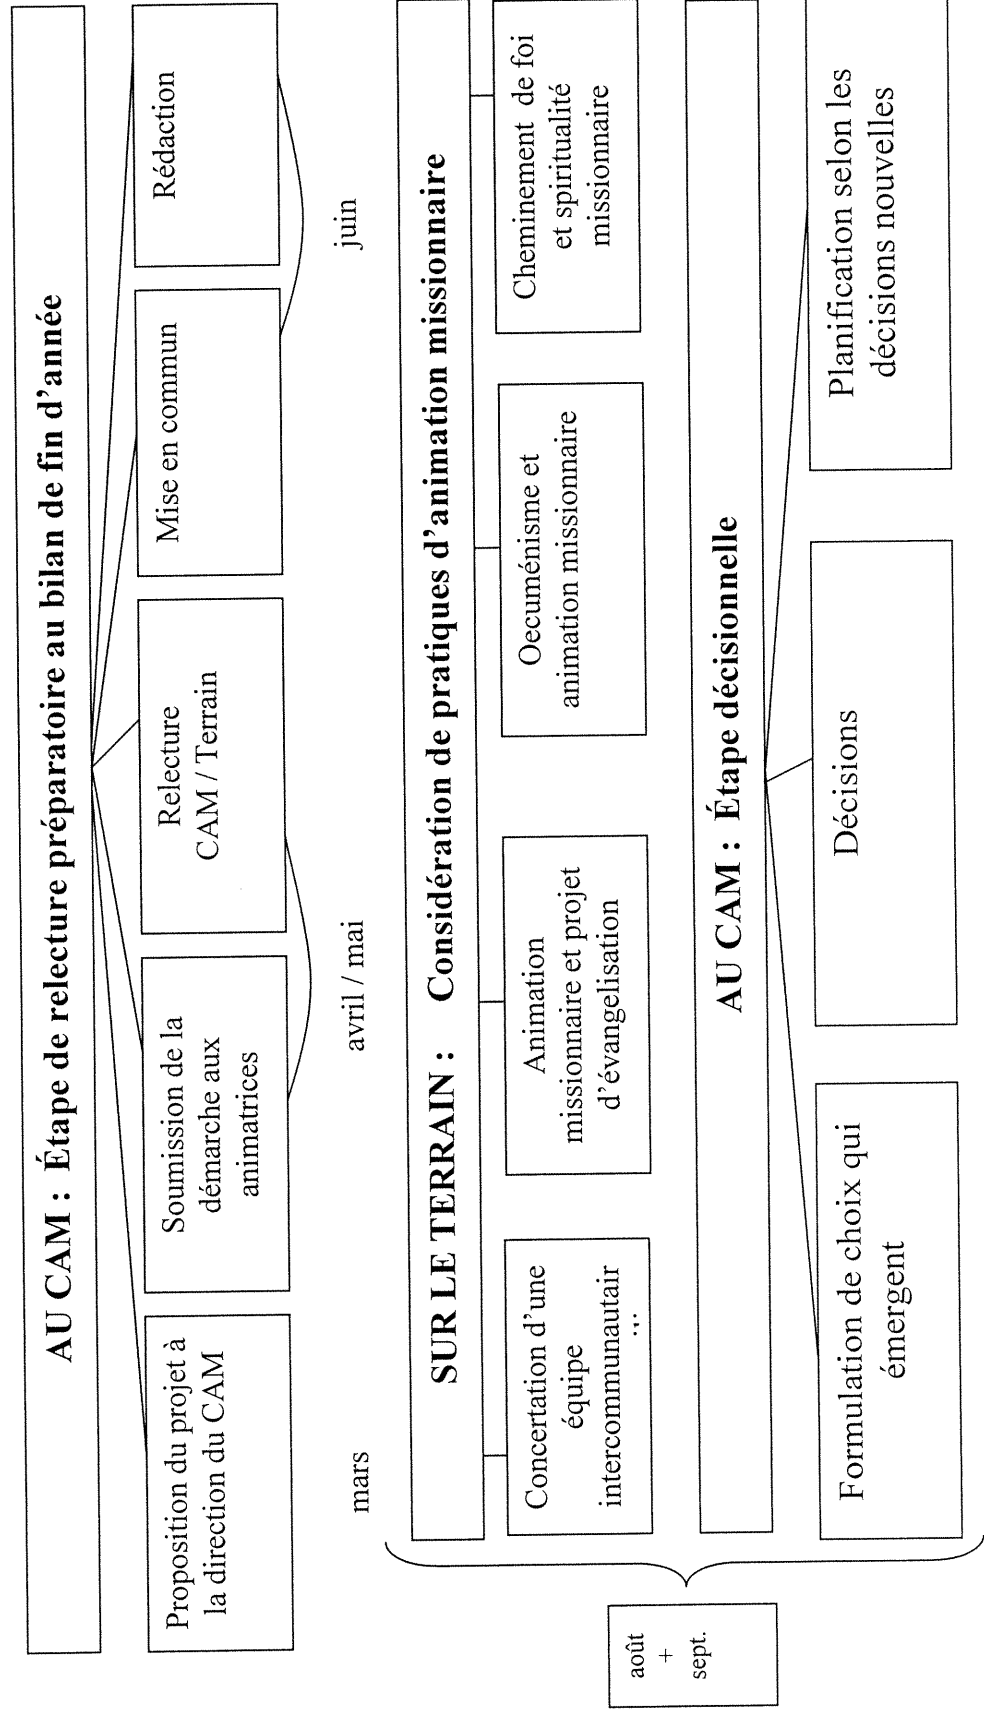 AU CAM : Étape de relecture préparatoire au bilan de fin d’année
Proposition du projet à
la direction du CAM
Soumission de la
démarche aux
animatrices
Relecture
CAM / Terrain
Mise en commun
Rédaction
mars
avril / mai
juin
SUR LE TERRAIN : Considération de pratiques d’animation missionnaire
Concertation d’une
équipe
intercommunautair
…
Animation
missionnaire et projet
d’évangelisation
Oecuménisme et
animation missionnaire
Cheminement de foi
et spiritualité
missionnaire
août
+
sept.
AU CAM : Étape décisionnelle
Formulation de choix qui
émergent
Décisions
Planification selon les
décisions nouvelles